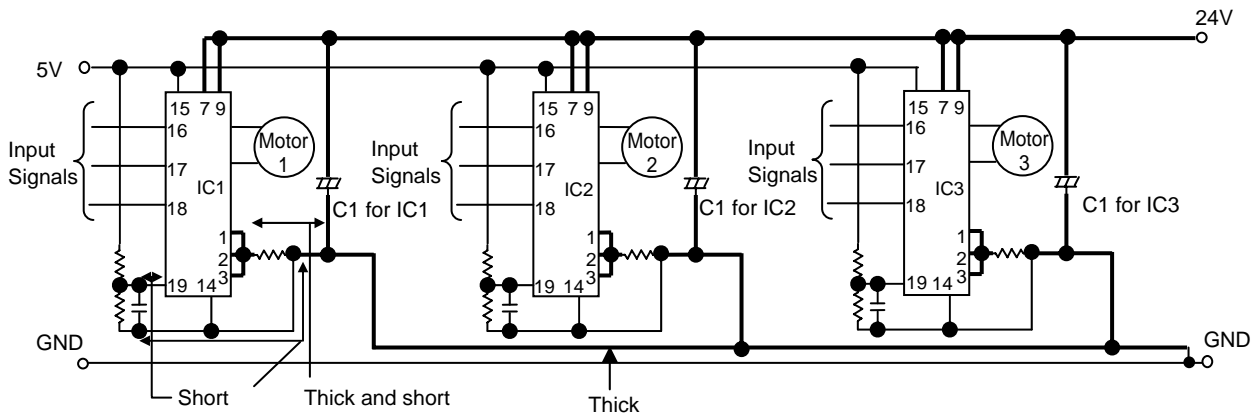 24V
5V
15 7 9
15 7 9
15 7 9
Input
Signals
16
17
18
IC1
Motor
1
Input
Signals
16
17
18
IC2
Motor
2
Input
Signals
16
17
18
IC3
Motor
3
C1 for IC1
C1 for IC2
C1 for IC3
1
2
3
19 14
1
2
3
19 14
1
2
3
19 14
GND
GND
Short
Thick and short
Thick